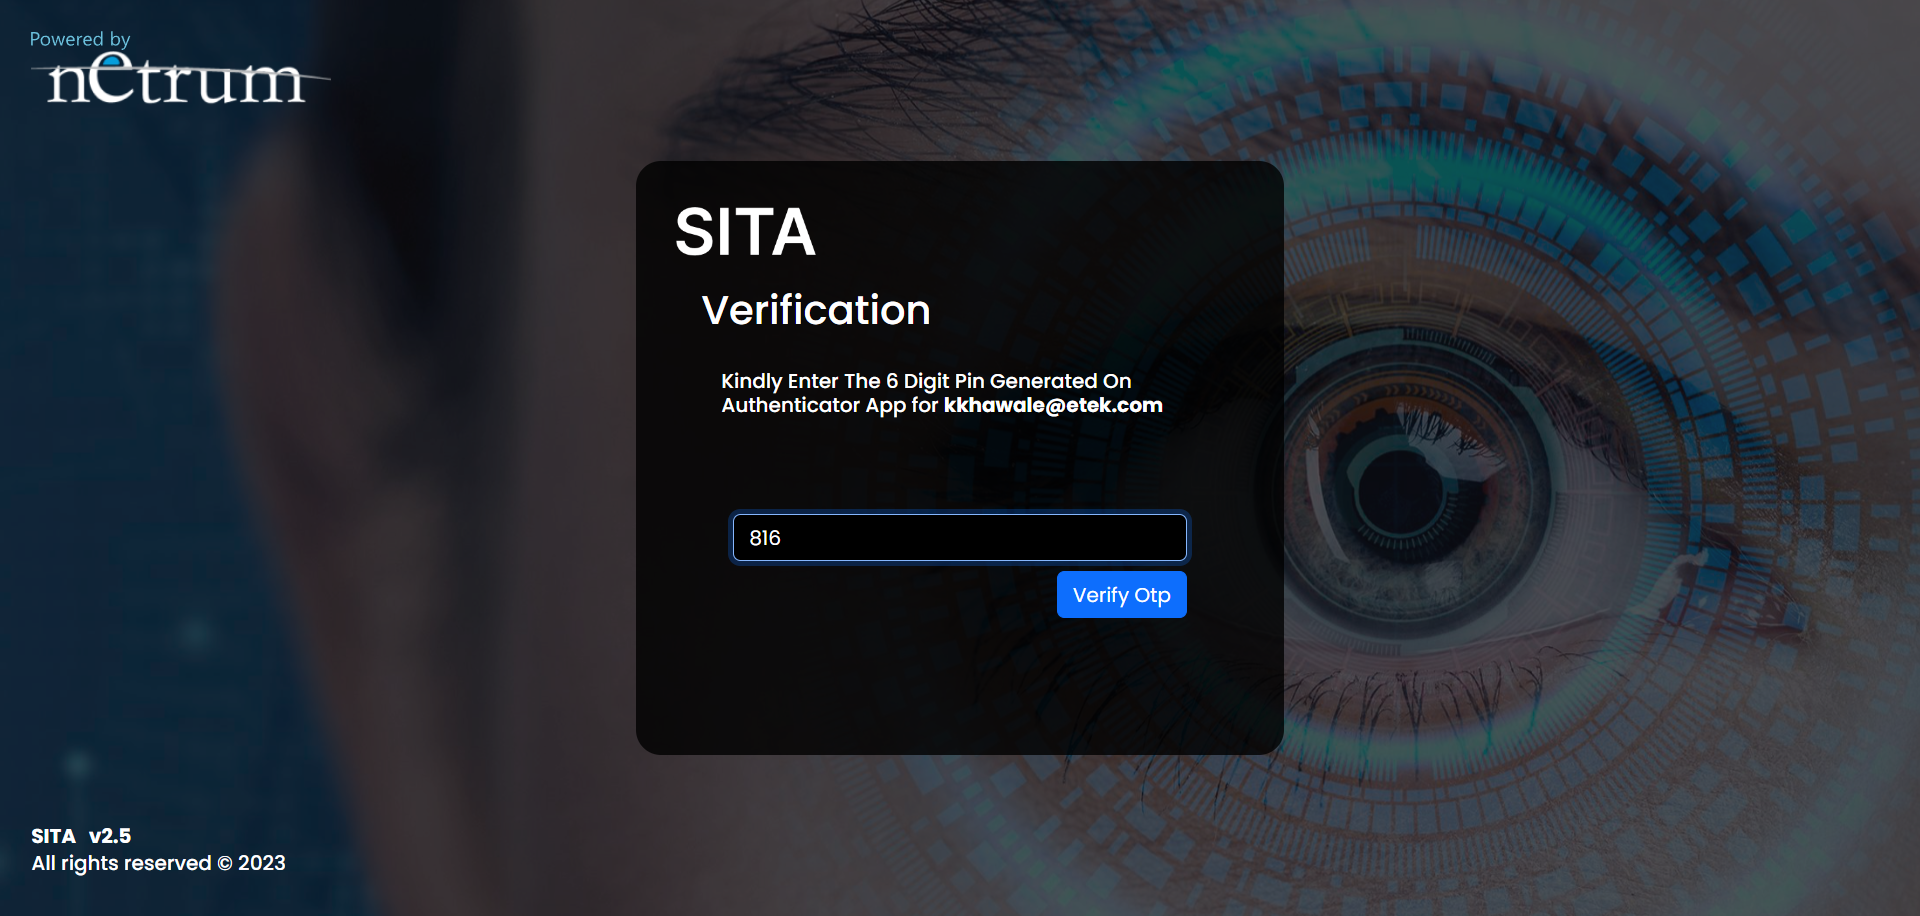 Powered by
netrum
SITA
Verification
Kindly Enter The 6 Digit Pin Generated On
Authenticator App for kkhawale@etek.com
816
Verify Otp
SITA v2.5
All rights reserved © 2023